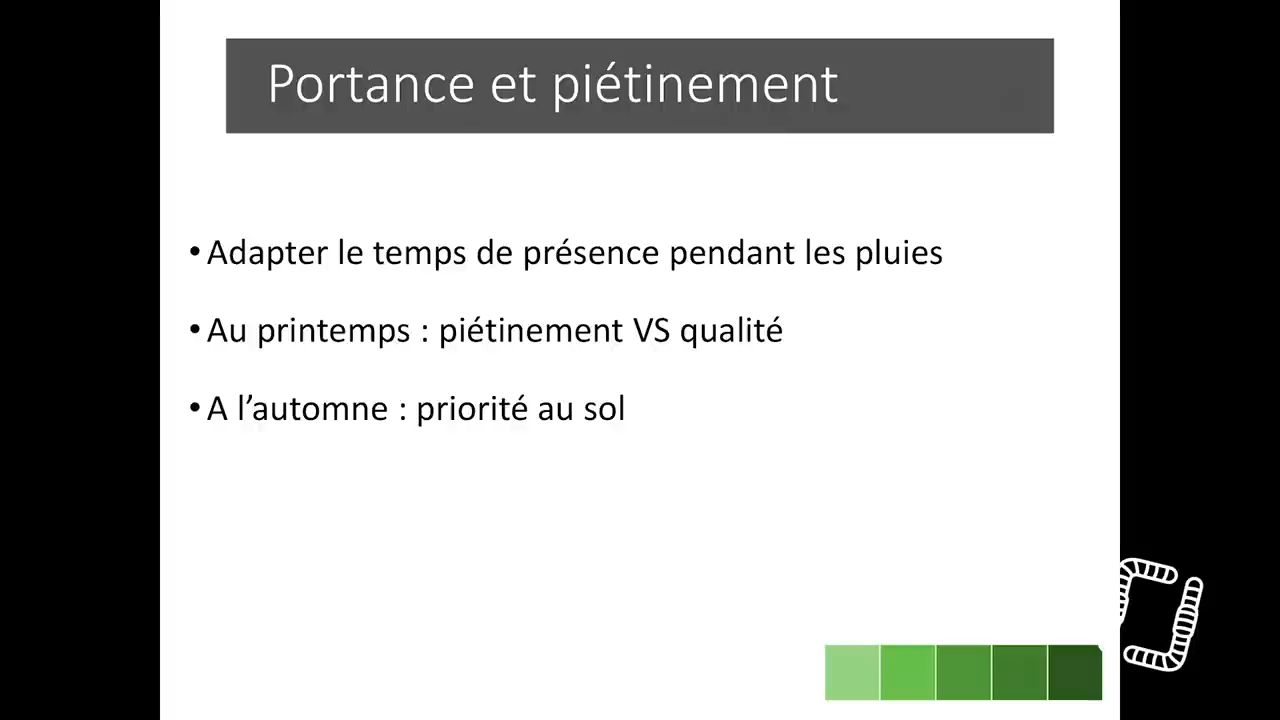 Portance et piétinement
• Adapter le temps de présence pendant les pluies
• Au printemps : piétinement VS qualité
• A l’automne : priorité au sol